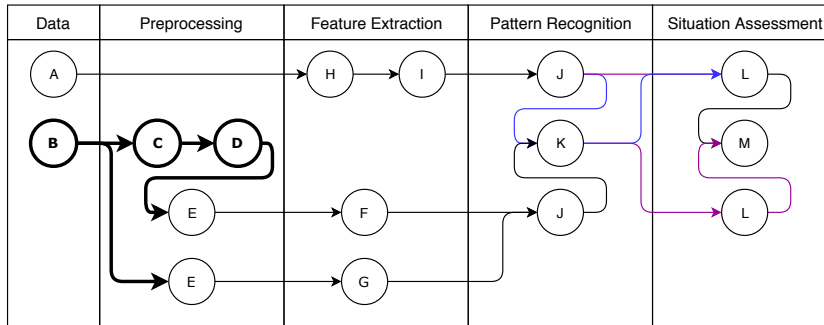 Data Preprocessing Feature Extraction Pattern Recognition Situation Assessment
A H I J L
B C D K M
E F J L
E G